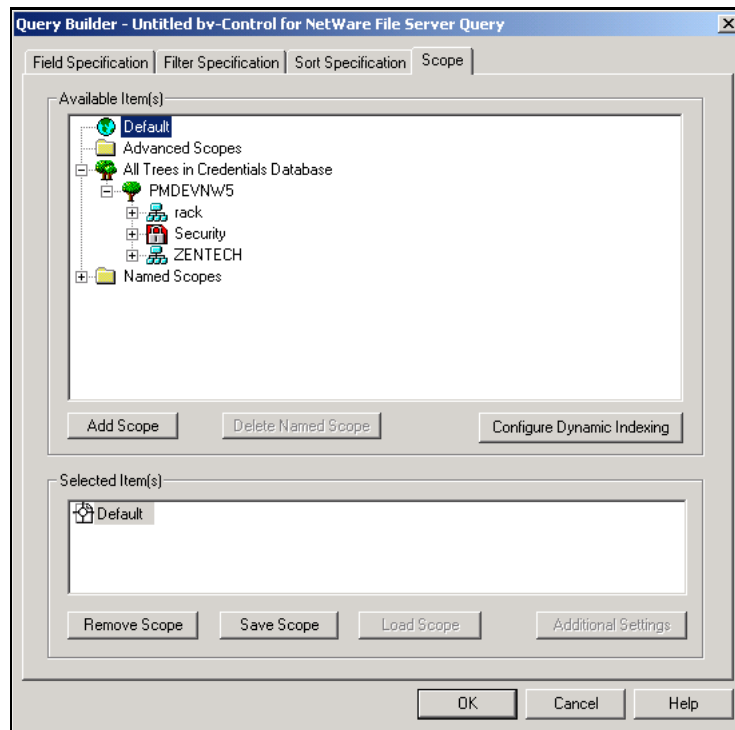 Query Builder - Untitled bv-Control for NetWare File Server Query
Field Specification Filter Specification Sort Specification Scope
Available Item(s)
Default
Advanced Scopes
All Trees in Credentials Database
PMDEVNW5
rack
Security
ZENTECH
Named Scopes
Add Scope Delete Named Scope Configure Dynamic Indexing
Selected Item(s)
Default
Remove Scope Save Scope Load Scope Additional Settings
OK Cancel Help